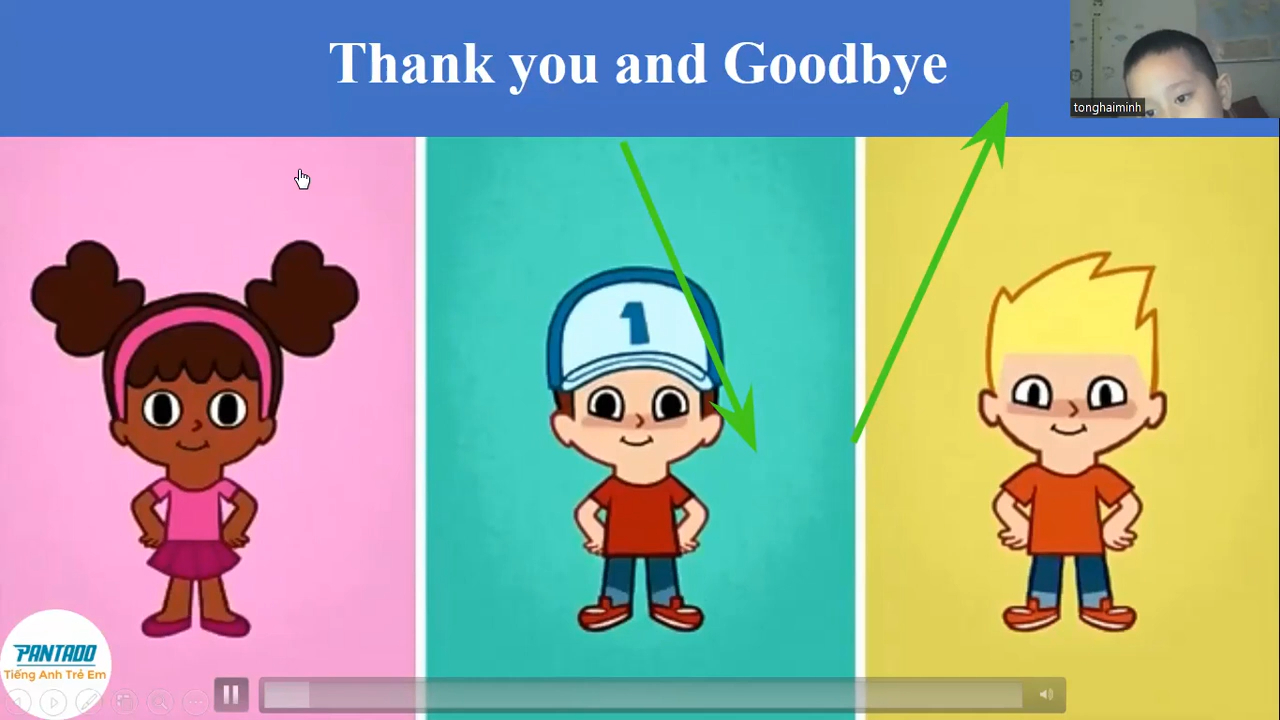 Thank you and Goodbye
tonghaiminh
1
PANTADO
Tiếng Anh Trẻ Em